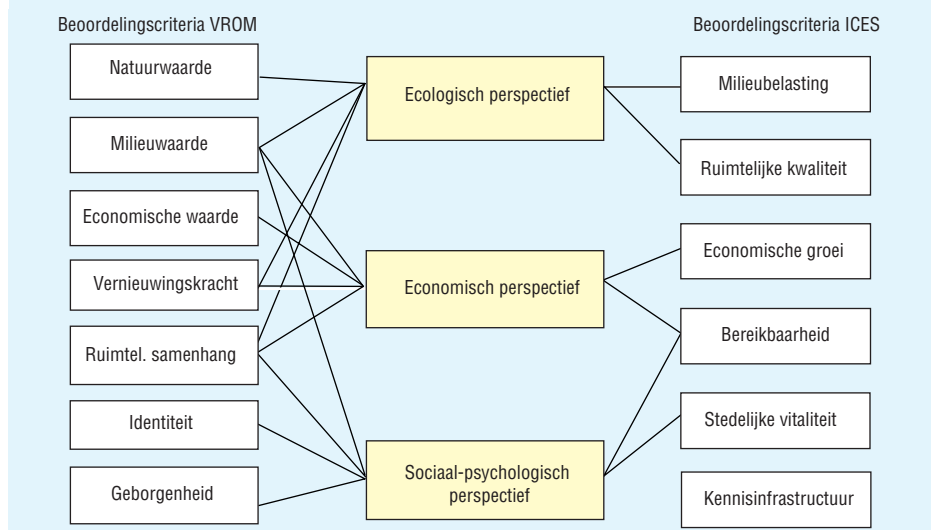 Beoordelingscriteria VROM
Natuurwaarde
Milieuwaarde
Economische waarde
Vernieuwingskracht
Ruimtel. samenhang
Identiteit
Geborgenheid
Ecologisch perspectief
Economisch perspectief
Sociaal-psychologisch
perspectief
Beoordelingscriteria ICES
Milieubelasting
Ruimtelijke kwaliteit
Economische groei
Bereikbaarheid
Stedelijke vitaliteit
Kennisinfrastructuur